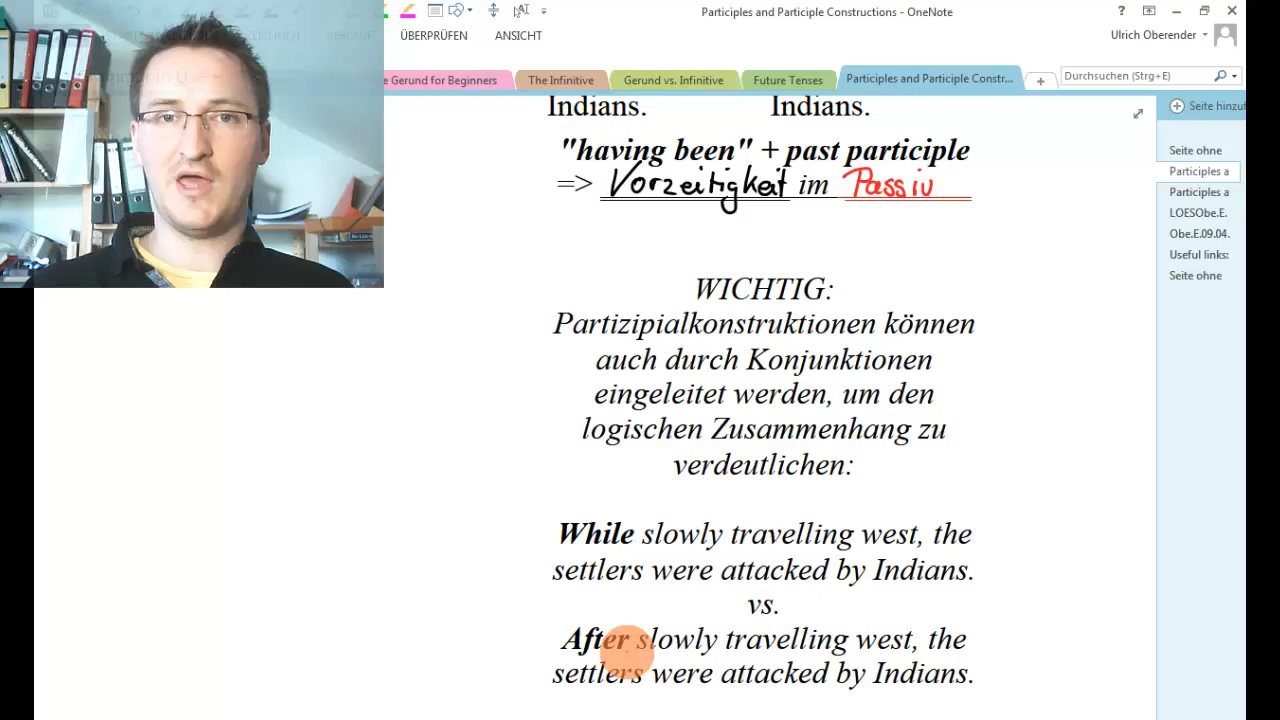 Participles and Participle Constructions - OneNote
ÜBERPRÜFEN ANSICHT
Ulrich Oberender
e Gerund for Beginners The Infinitive Gerund vs. Infinitive Future Tenses Participles and Participle Constr... Durchsuchen (Strg+E)
Seite hinzuf
Indians. Indians.
"having been" + past participle
=> Vorzeitigkeit im Passiv
WICHTIG:
Partizipialkonstruktionen können
auch durch Konjunktionen
eingeleitet werden, um den
logischen Zusammenhang zu
verdeutlichen:
While slowly travelling west, the
settlers were attacked by Indians.
vs.
After slowly travelling west, the
settlers were attacked by Indians.
Seite ohne
Participles a
Participles a
LOESObe.E.
Obe.E.09.04.
Useful links:
Seite ohne